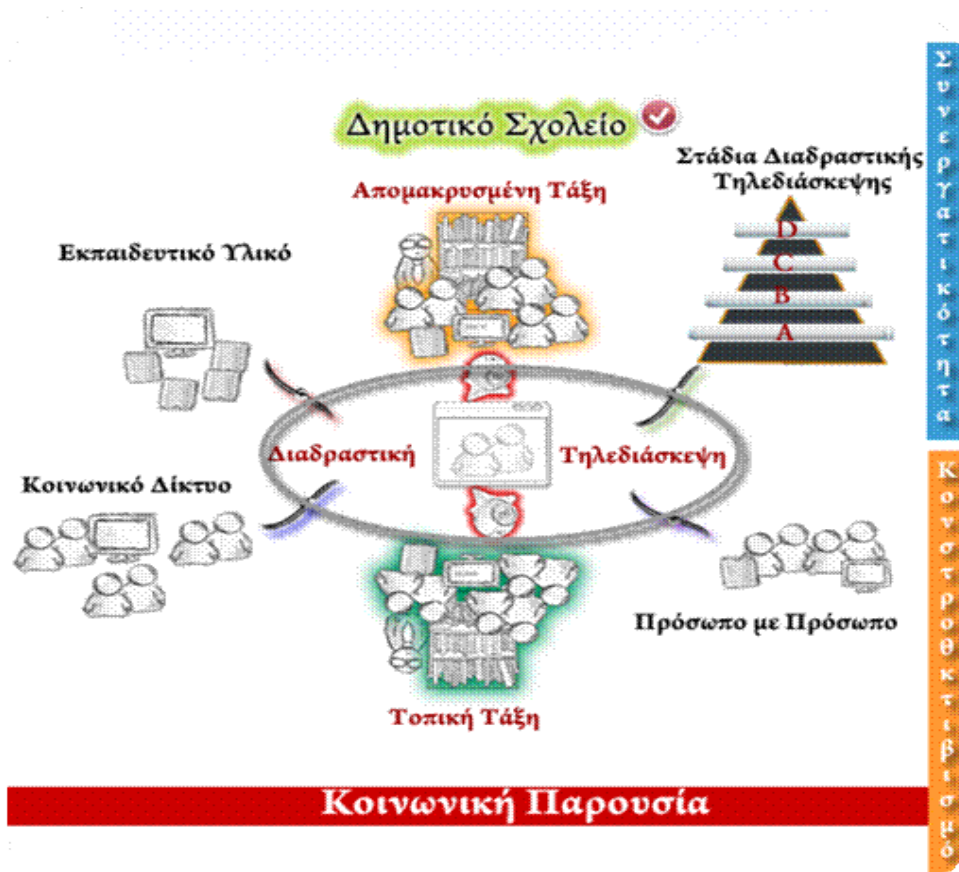 Δημοτικό Σχολείο
Στάδια Διαδραστικής
Τηλεδιάσκεψης
Απομακρυσμένη Τάξη
Εκπαιδευτικό Υλικό
D
C
B
A
Διαδραστική
Τηλεδιάσκεψη
Κοινωνικό Δίκτυο
Πρόσωπο με Πρόσωπο
Τοπική Τάξη
Κοινωνική Παρουσία
Συνεργατικότητα
Κονστροθκτιβισμό